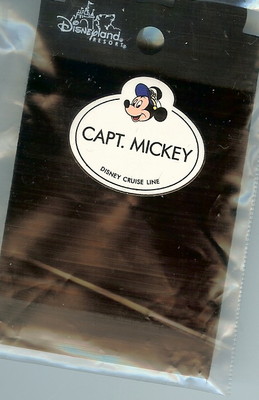 Disneyland
RESORT
CAPT. MICKEY
DISNEY CRUISE LINE